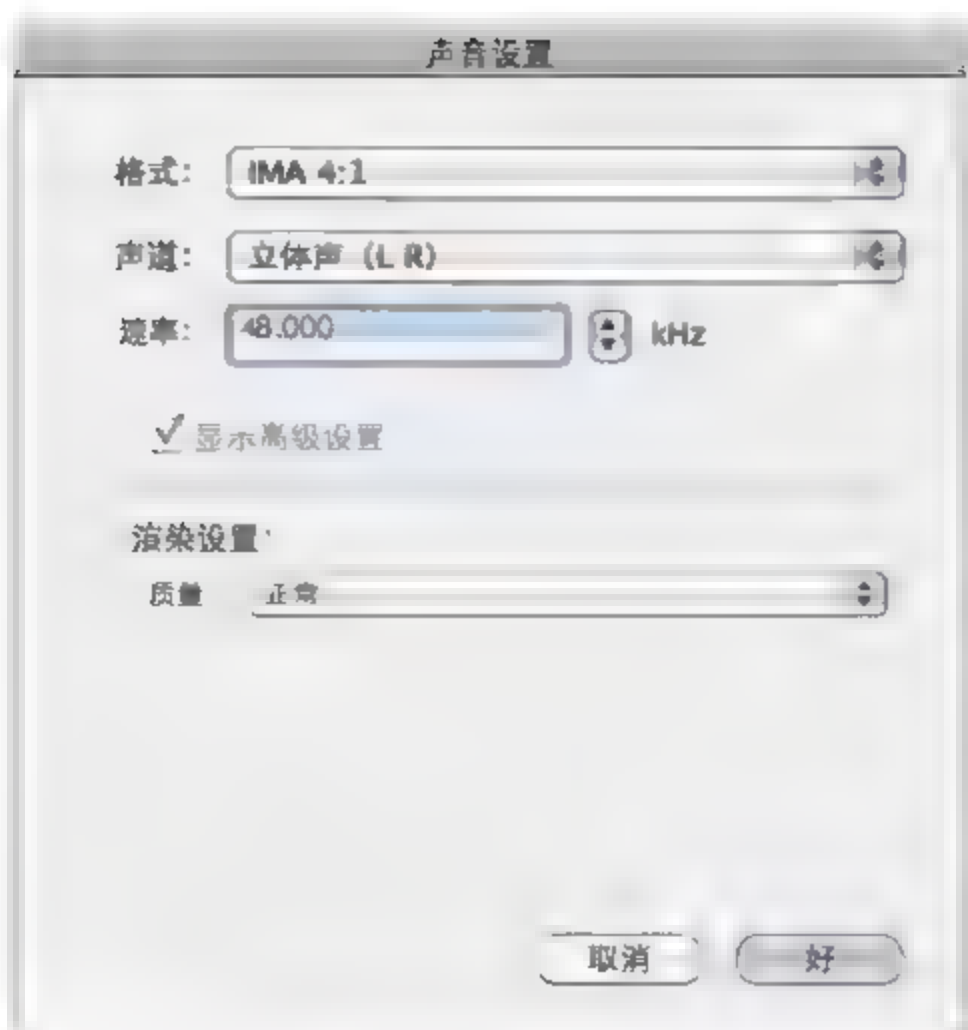 声音设置
格式: IMA 4:1
声道: 立体声 (L R)
速率: 48.000 kHz
显示高级设置
渲染设置:
质量 正常
取消 好